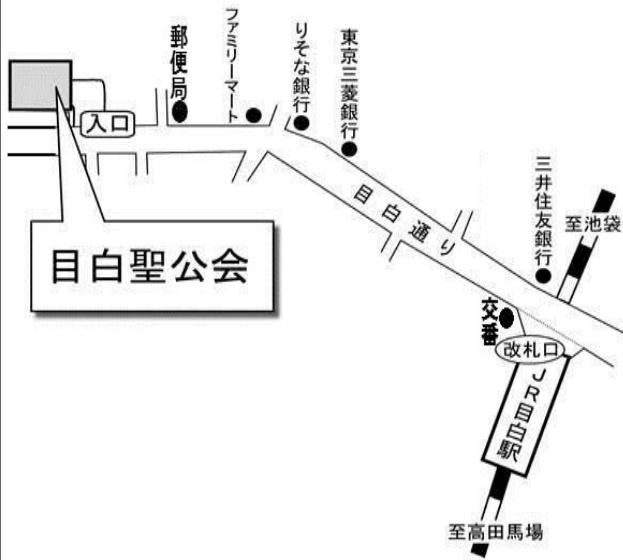 郵便局
ファミリーマート
りそな銀行
東京三菱銀行
入口
目白聖公会
目白通り
三井住友銀行
至池袋
交番
改札口
JR目白駅
至高田馬場